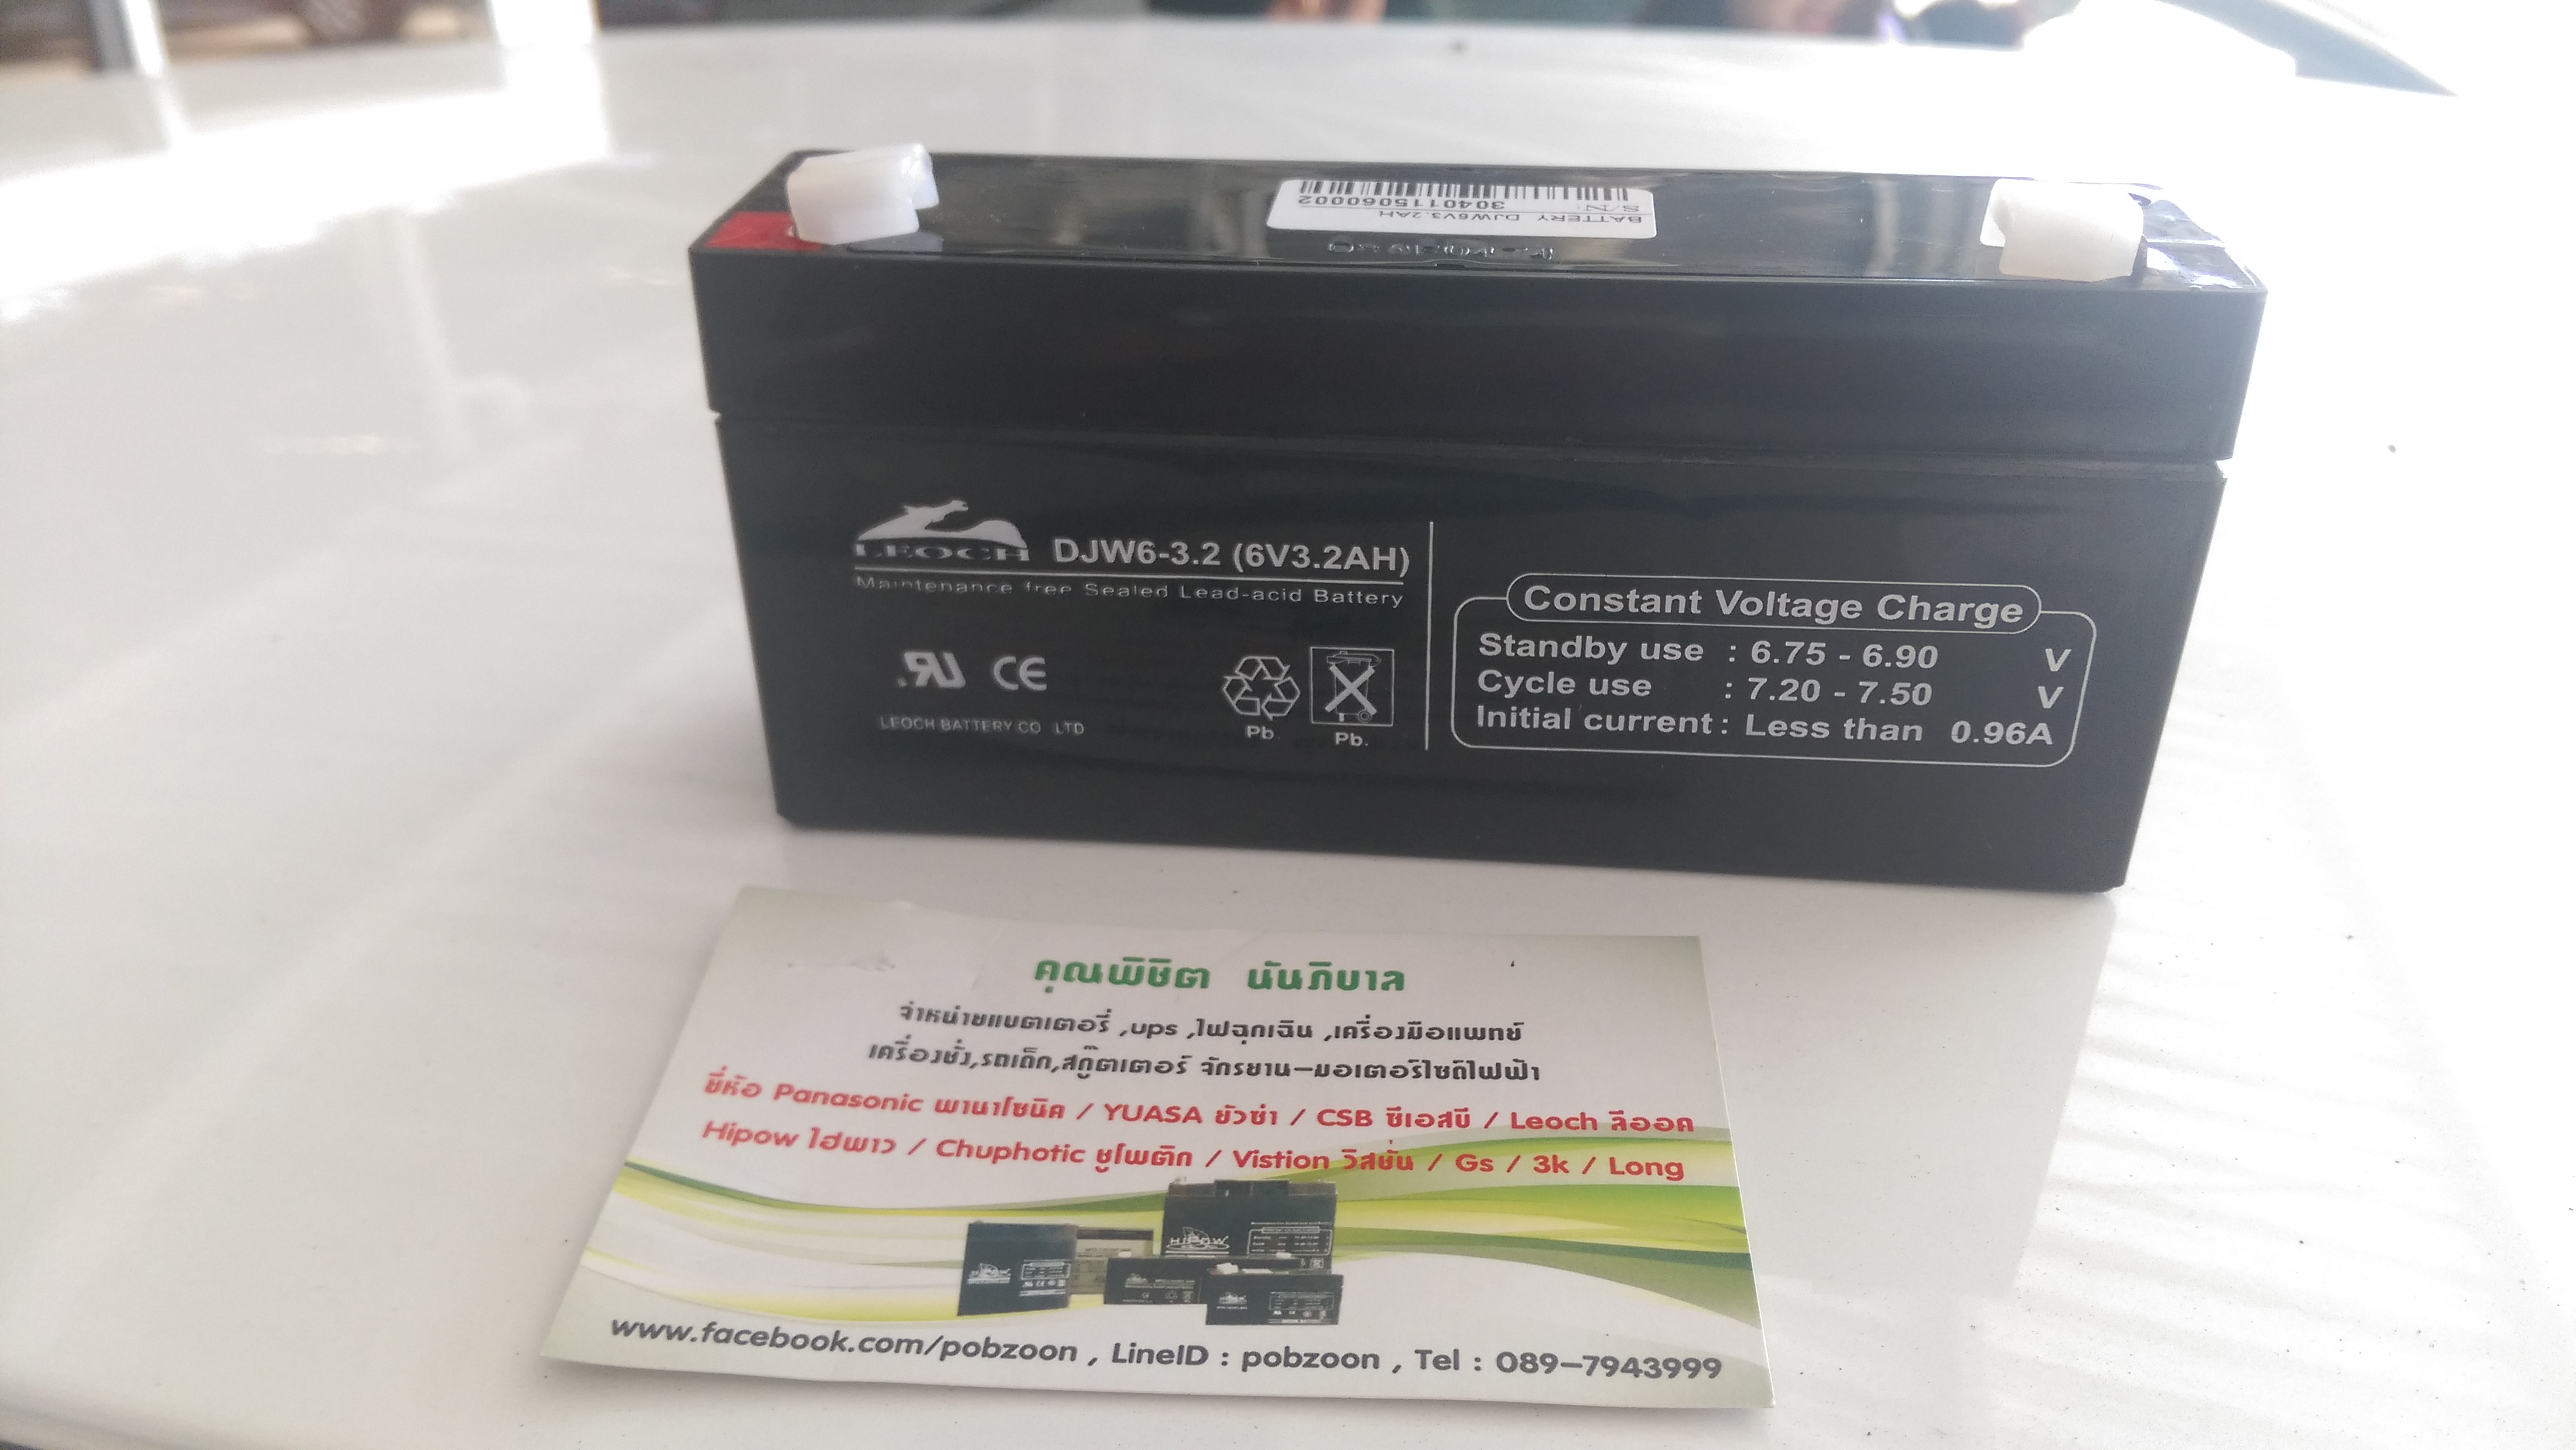 BATTERY DJW6V3.2AH
S/N: 3040115060002
LEOCH DJW6-3.2 (6V3.2AH)
Maintenance free Sealed Lead-acid Battery
CE
LEOCH BATTERY CO LTD
Pb.
Pb.
Constant Voltage Charge
Standby use : 6.75 - 6.90 V
Cycle use : 7.20 - 7.50 V
Initial current : Less than 0.96A
คุณพิชิต นันภิบาล
จำหน่ายแบตเตอรี่ ,ups ,ไฟฉุกเฉิน ,เครื่องมือแพทย์
เครื่องชั่ง,รถเด็ก,สกู๊ตเตอร์ จักรยาน-มอเตอร์ไซด์ไฟฟ้า
ยี่ห้อ Panasonic พานาโซนิค / YUASA ยัวซ่า / CSB ซีเอสบี / Leoch ลีออค
Hipow ไฮพาว / Chuphotic ชูโฟติก / Vistion วิสชั่น / Gs / 3k / Long
HIPOW
www.facebook.com/pobzoon , LineID : pobzoon , Tel : 089-7943999